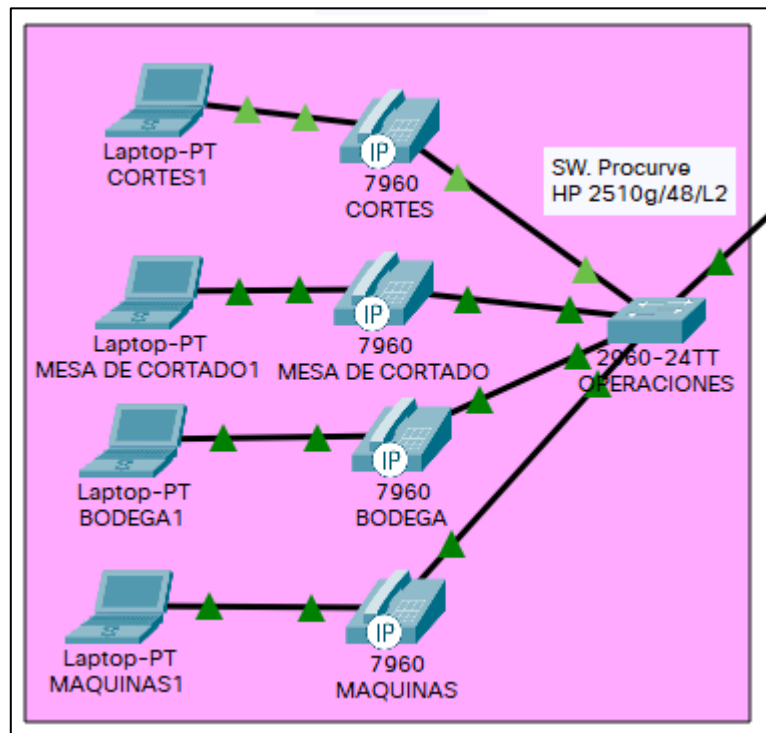 Laptop-PT
CORTES1
IP
7960
CORTES
SW. Procurve
HP 2510g/48/L2
Laptop-PT
MESA DE CORTADO1
IP
7960
MESA DE CORTADO
2960-24TT
OPERACIONES
Laptop-PT
BODEGA1
IP
7960
BODEGA
Laptop-PT
MAQUINAS1
IP
7960
MAQUINAS